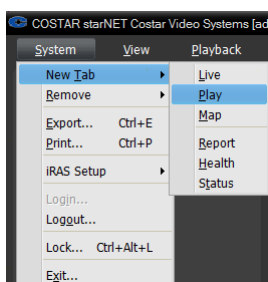 COSTAR starNET Costar Video Systems [ad
System View Playback
New Tab
Remove
Export... Ctrl+E
Print... Ctrl+P
iRAS Setup
Login...
Logout...
Lock... Ctrl+Alt+L
Exit...
Live
Play
Map
Report
Health
Status